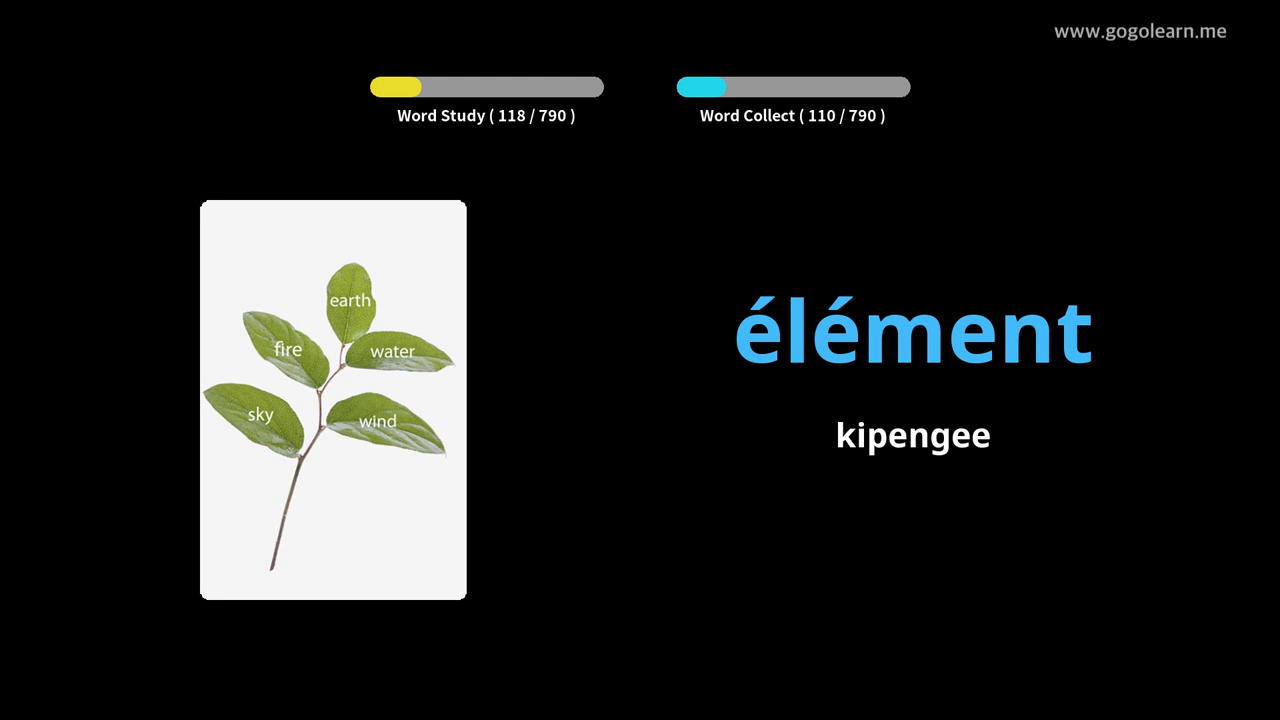 www.gogolearn.me
Word Study ( 118 / 790 )
Word Collect ( 110 / 790 )
earth
fire
water
sky
wind
élément
kipengee